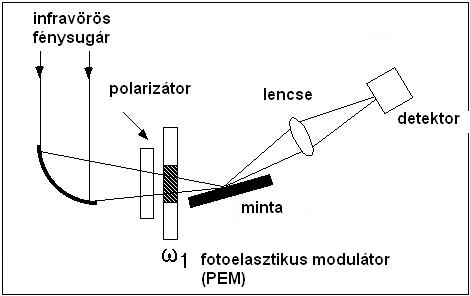 infravörös
fénysugár
polarizátor
lencse
detektor
minta
ω1
fotoelasztikus modulátor
(PEM)